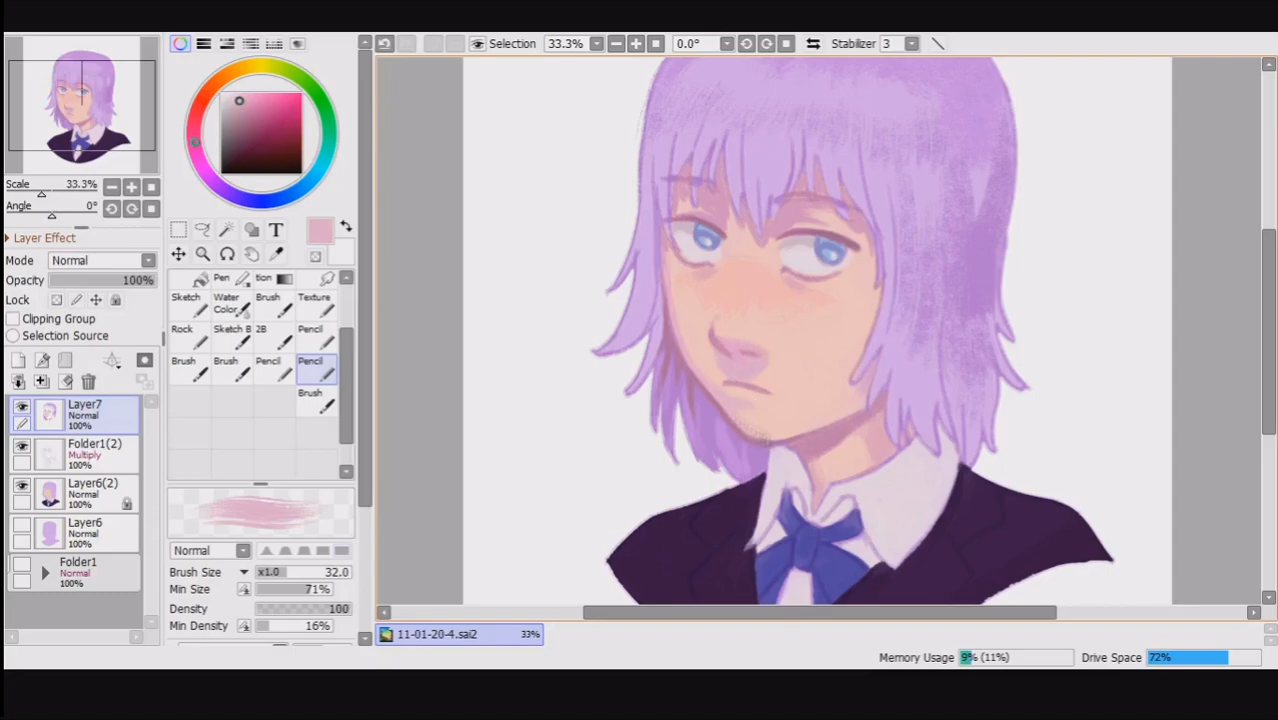 Selection 33.3% 0.0° Stabilizer 3
Scale 33.3%
Angle 0°
Layer Effect
Mode Normal
Opacity 100%
Lock
Clipping Group
Selection Source
Layer7
Normal
100%
Folder1(2)
Multiply
100%
Layer6(2)
Normal
100%
Layer6
Normal
100%
Folder1
Normal
100%
T
Pen tion
Sketch Water Color Brush Texture
Rock Sketch B 2B Pencil
Brush Brush Pencil Pencil
Brush
Normal
Brush Size x1.0 32.0
Min Size 71%
Density 100
Min Density 16%
11-01-20-4.sai2 33%
Memory Usage 9% (11%) Drive Space 72%